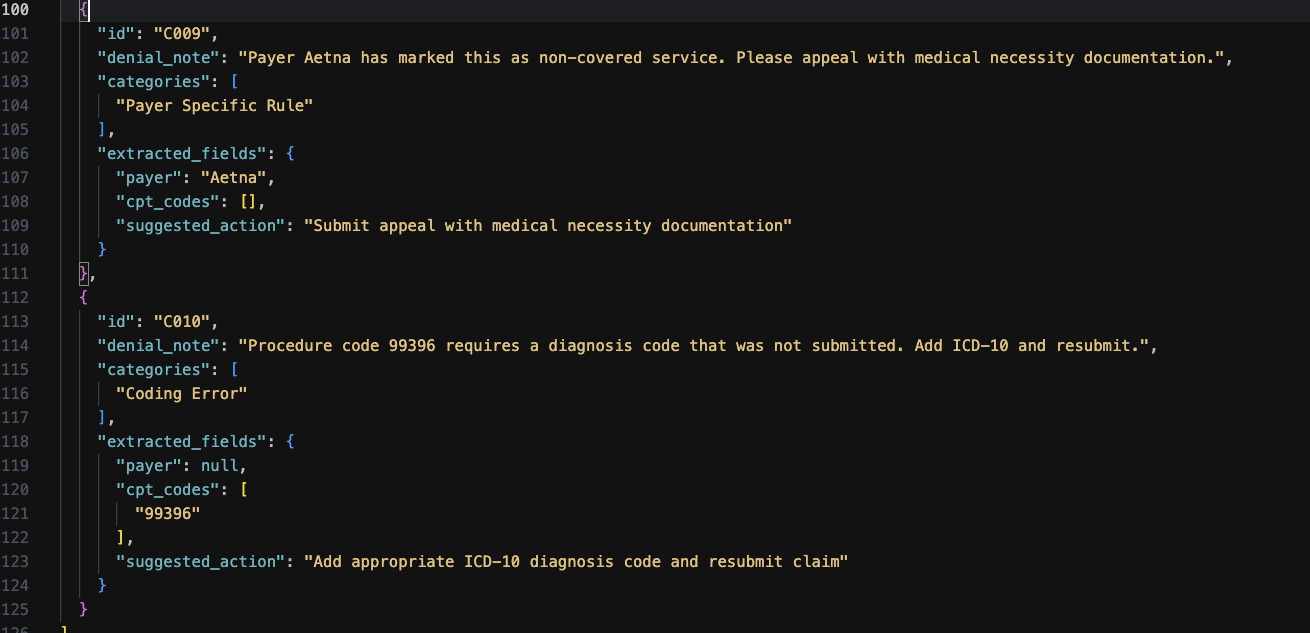 100 {
101 "id": "C009",
102 "denial_note": "Payer Aetna has marked this as non-covered service. Please appeal with medical necessity documentation.",
103 "categories": [
104 "Payer Specific Rule"
105 ],
106 "extracted_fields": {
107 "payer": "Aetna",
108 "cpt_codes": [],
109 "suggested_action": "Submit appeal with medical necessity documentation"
110 }
111 },
112 {
113 "id": "C010",
114 "denial_note": "Procedure code 99396 requires a diagnosis code that was not submitted. Add ICD-10 and resubmit.",
115 "categories": [
116 "Coding Error"
117 ],
118 "extracted_fields": {
119 "payer": null,
120 "cpt_codes": [
121 "99396"
122 ],
123 "suggested_action": "Add appropriate ICD-10 diagnosis code and resubmit claim"
124 }
125 }
126 ]